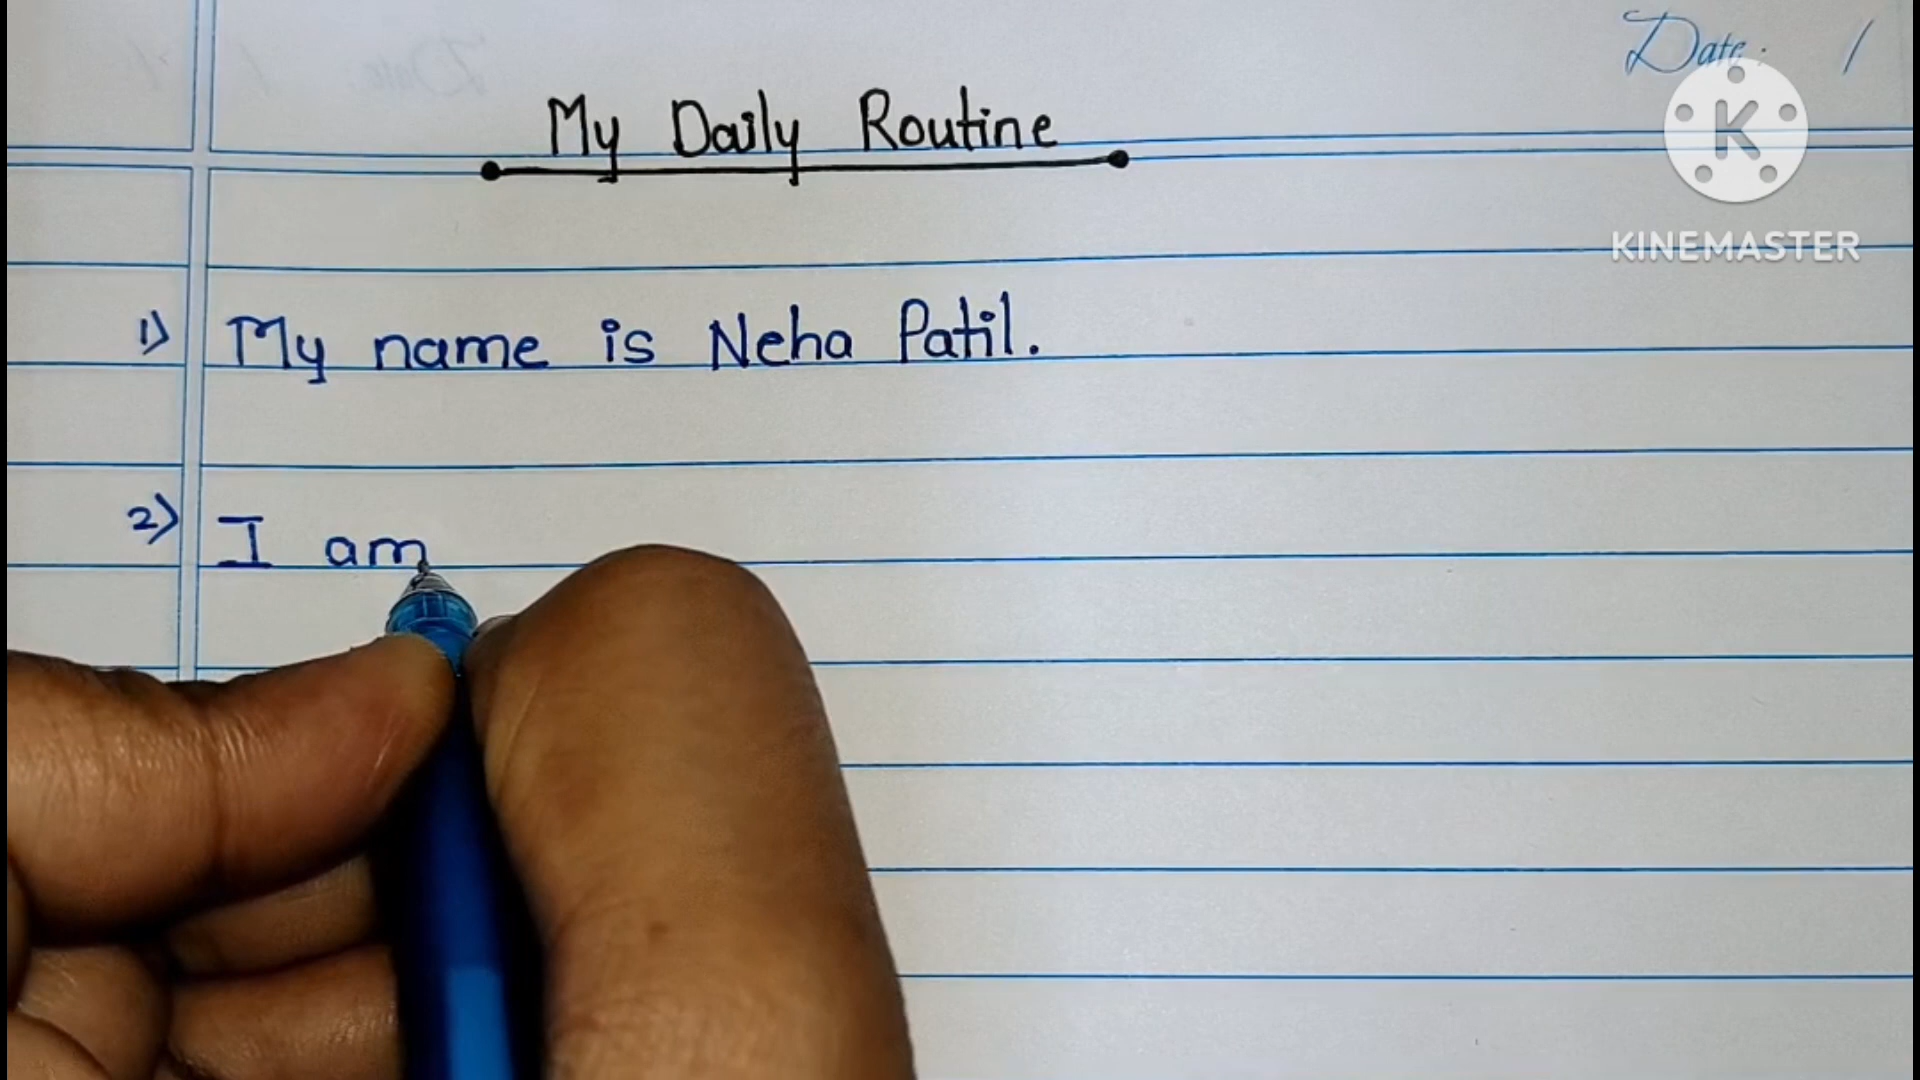 Date: /
My Daily Routine
KINEMASTER
1) My name is Neha Patil.
2) I am